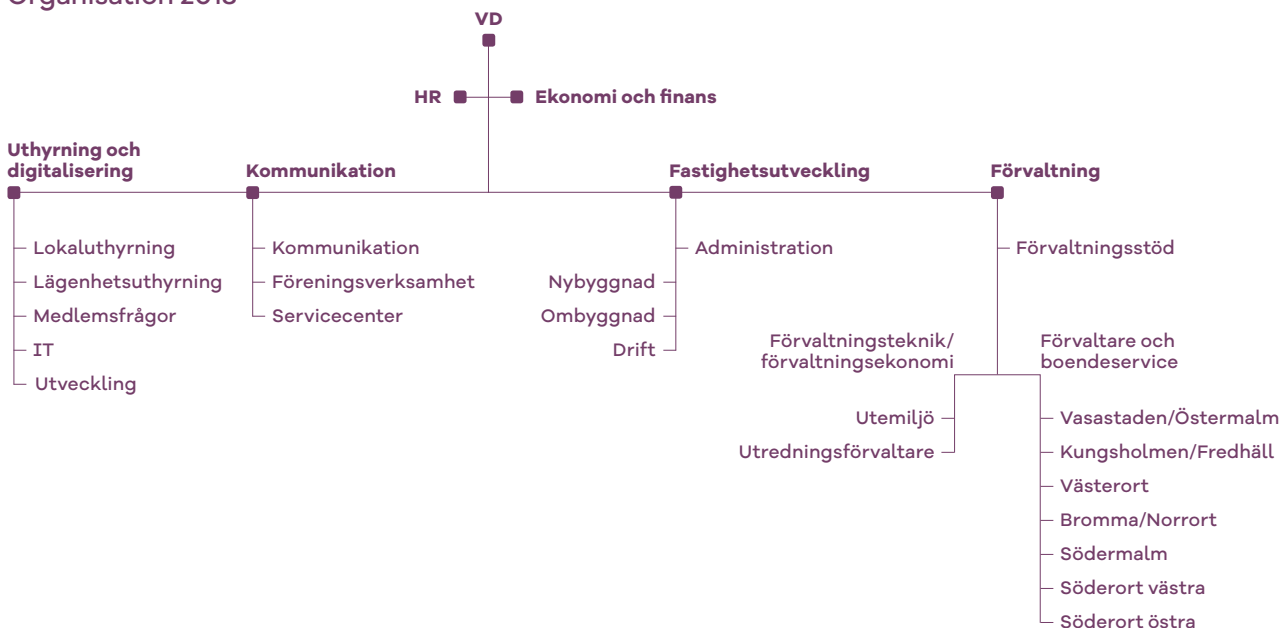 VD
HR
Ekonomi och finans
Uthyrning och
digitalisering
Kommunikation
Fastighetsutveckling
Förvaltning
Lokaluthyrning
Lägenhetsuthyrning
Medlemsfrågor
IT
Utveckling
Kommunikation
Föreningsverksamhet
Servicecenter
Administration
Nybyggnad
Ombyggnad
Drift
Förvaltningsstöd
Förvaltningsteknik/
förvaltningsekonomi
Utemiljö
Utredningsförvaltare
Förvaltare och
boendeservice
Vasastaden/Östermalm
Kungsholmen/Fredhäll
Västerort
Bromma/Norrort
Södermalm
Söderort västra
Söderort östra